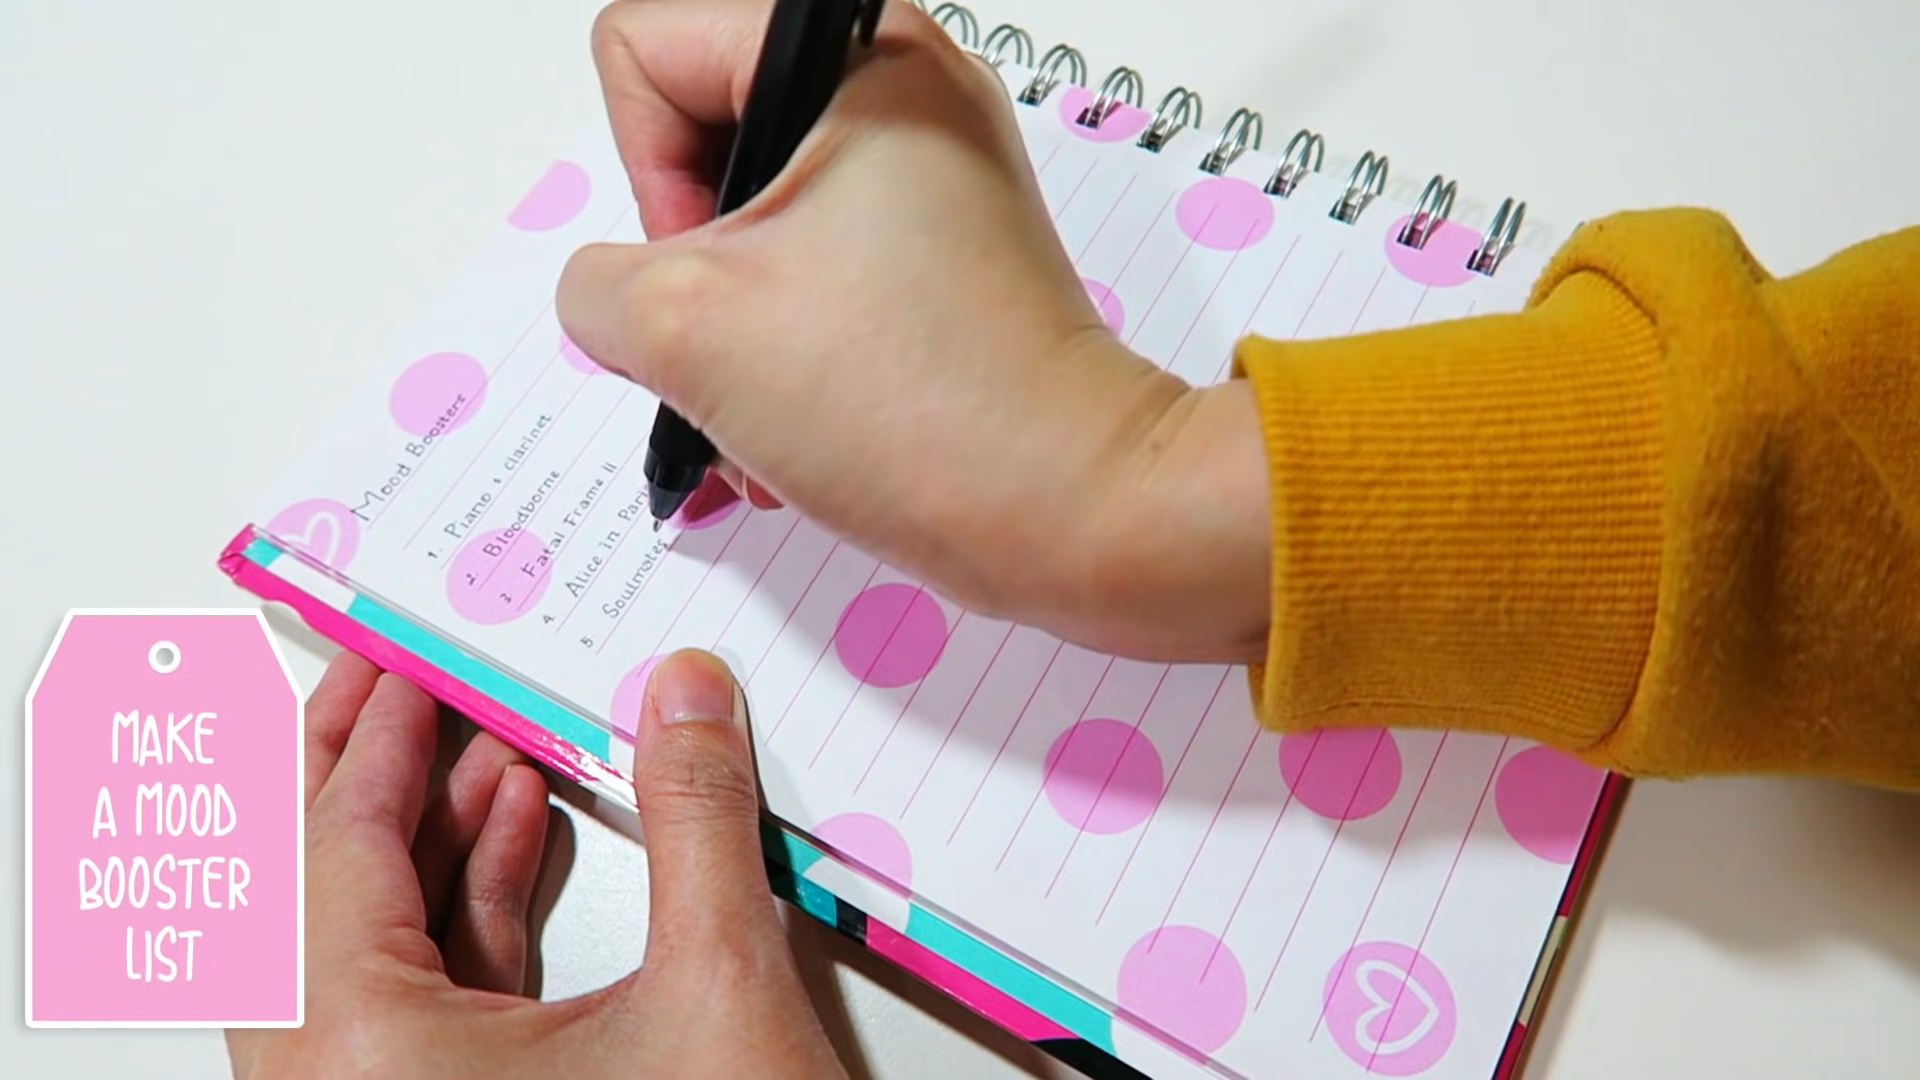 Mood Boosters
1. Piano & clarinet
2. Bloodborne
3 Fatal Frame II
4 Alice in Paris
5 Soulmates
MAKE
A MOOD
BOOSTER
LIST